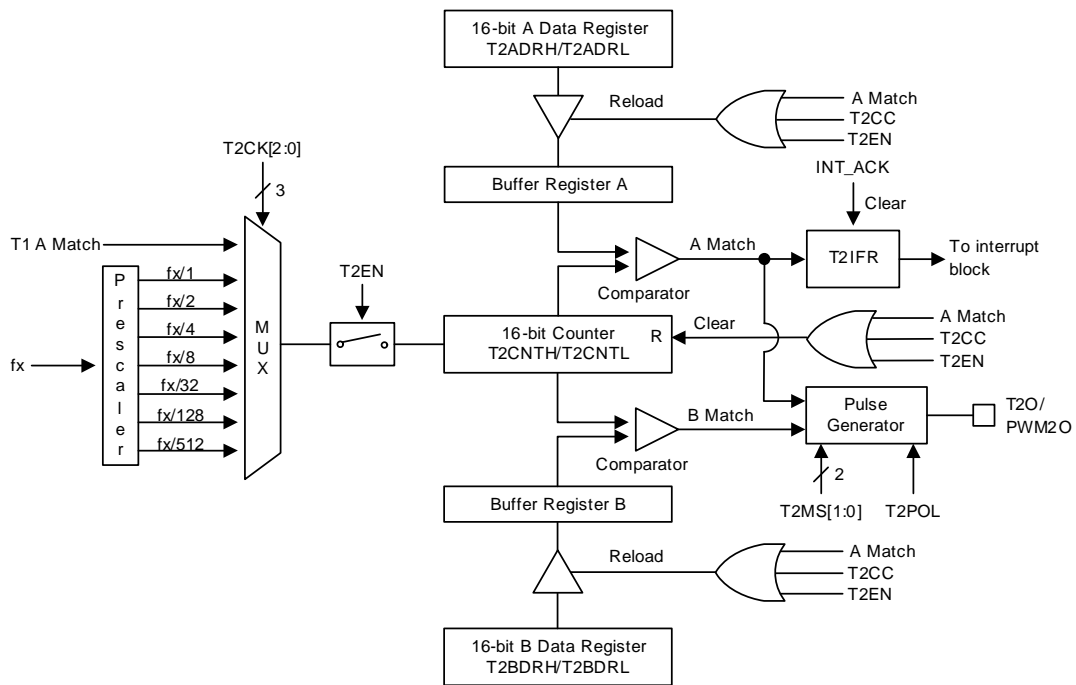 16-bit A Data Register
T2ADRH/T2ADRL
Reload
A Match
T2CC
T2EN
T2CK[2:0]
3
Buffer Register A
INT_ACK
Clear
T1 A Match
A Match
T2IFR
To interrupt
block
Prescaler
fx/1
fx/2
fx/4
fx/8
fx/32
fx/128
fx/512
fx
MUX
T2EN
Comparator
16-bit Counter
T2CNTH/T2CNTL
R
Clear
A Match
T2CC
T2EN
B Match
Comparator
Pulse
Generator
T2O/
PWM2O
2
T2MS[1:0]
T2POL
Buffer Register B
Reload
A Match
T2CC
T2EN
16-bit B Data Register
T2BDRH/T2BDRL